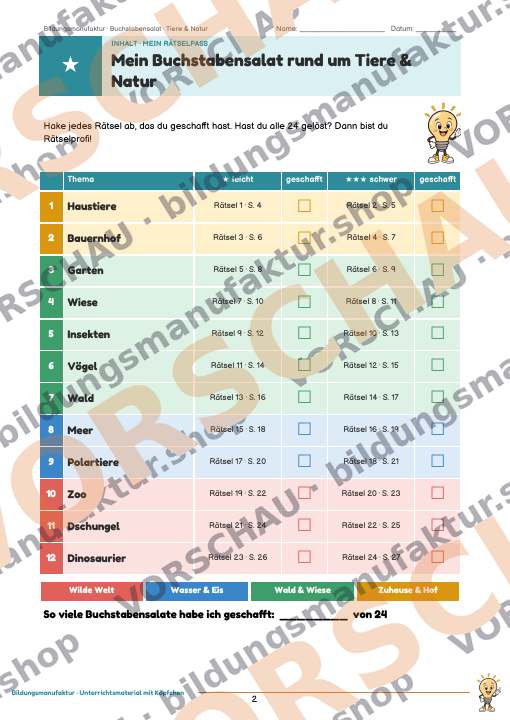 Bildungsmanufaktur · Buchstabensalat · Tiere & Natur Name: ____________________ Datum: __________
INHALT · MEIN RÄTSELPASS
Mein Buchstabensalat rund um Tiere &
Natur
Hake jedes Rätsel ab, das du geschafft hast. Hast du alle 24 gelöst? Dann bist du
Rätselprofi!
Thema ★ leicht geschafft ★★★ schwer geschafft
1 Haustiere Rätsel 1 · S. 4 Rätsel 2 · S. 5
2 Bauernhof Rätsel 3 · S. 6 Rätsel 4 · S. 7
3 Garten Rätsel 5 · S. 8 Rätsel 6 · S. 9
4 Wiese Rätsel 7 · S. 10 Rätsel 8 · S. 11
5 Insekten Rätsel 9 · S. 12 Rätsel 10 · S. 13
6 Vögel Rätsel 11 · S. 14 Rätsel 12 · S. 15
7 Wald Rätsel 13 · S. 16 Rätsel 14 · S. 17
8 Meer Rätsel 15 · S. 18 Rätsel 16 · S. 19
9 Polartiere Rätsel 17 · S. 20 Rätsel 18 · S. 21
10 Zoo Rätsel 19 · S. 22 Rätsel 20 · S. 23
11 Dschungel Rätsel 21 · S. 24 Rätsel 22 · S. 25
12 Dinosaurier Rätsel 23 · S. 26 Rätsel 24 · S. 27
Wilde Welt Wasser & Eis Wald & Wiese Zuhause & Hof
So viele Buchstabensalate habe ich geschafft: __________ von 24
Bildungsmanufaktur · Unterrichtsmaterial mit Köpfchen
2
VORSCHAU · bildungsmanufaktur.shop
VORSCHAU